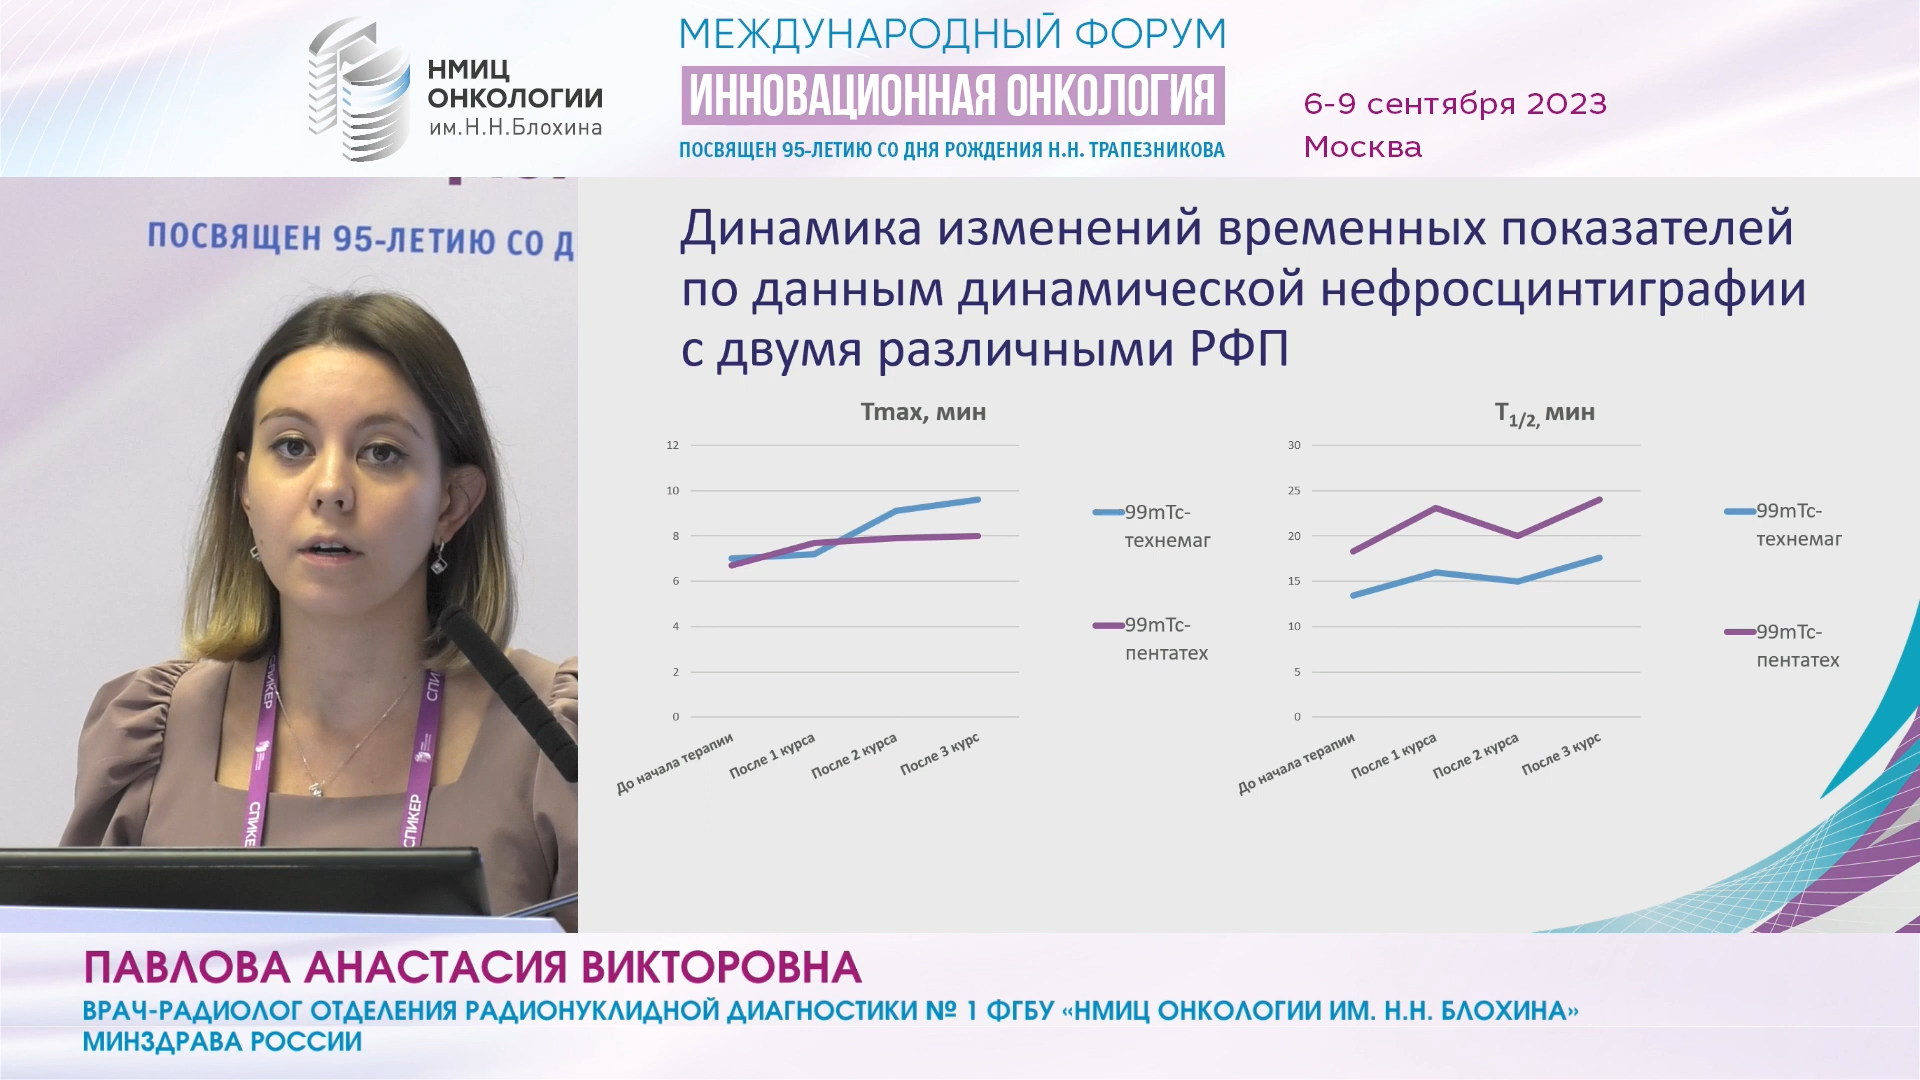 НМИЦ
ОНКОЛОГИИ
им.Н.Н.Блохина
МЕЖДУНАРОДНЫЙ ФОРУМ
ИННОВАЦИОННАЯ ОНКОЛОГИЯ
ПОСВЯЩЕН 95-ЛЕТИЮ СО ДНЯ РОЖДЕНИЯ Н.Н. ТРАПЕЗНИКОВА
6-9 сентября 2023
Москва
ПОСВЯЩЕН 95-ЛЕТИЮ СО Д
СПИКЕР
СПИКЕ
СПИ
СПИКЕР
Динамика изменений временных показателей
по данным динамической нефросцинтиграфии
с двумя различными РФП
Tmax, мин
12
10
8
6
4
2
0
До начала терапии
После 1 курса
После 2 курса
После 3 курс
99mTc-
технемаг
99mTc-
пентатех
T1/2, мин
30
25
20
15
10
5
0
До начала терапии
После 1 курса
После 2 курса
После 3 курс
99mTc-
технемаг
99mTc-
пентатех
ПАВЛОВА АНАСТАСИЯ ВИКТОРОВНА
ВРАЧ-РАДИОЛОГ ОТДЕЛЕНИЯ РАДИОНУКЛИДНОЙ ДИАГНОСТИКИ № 1 ФГБУ «НМИЦ ОНКОЛОГИИ ИМ. Н.Н. БЛОХИНА»
МИНЗДРАВА РОССИИ